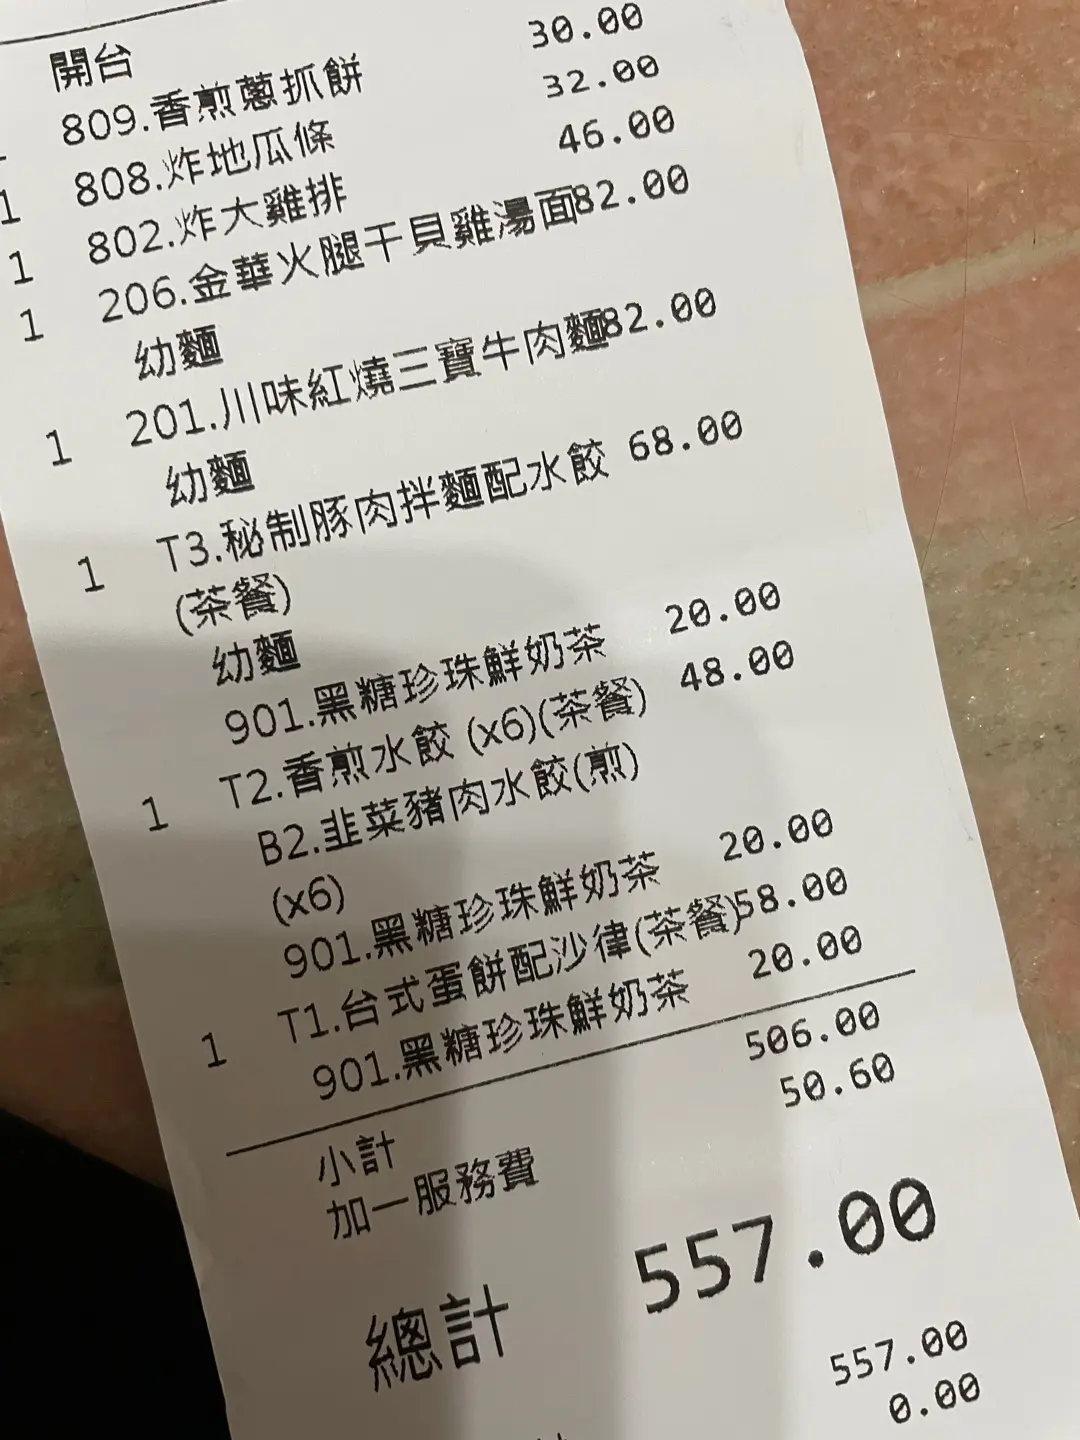 開台
809.香煎蔥抓餅 30.00
1 808.炸地瓜條 32.00
1 802.炸大雞排 46.00
1 206.金華火腿干貝雞湯面82.00
幼麵
1 201.川味紅燒三寶牛肉麵82.00
幼麵
1 T3.秘制豚肉拌麵配水餃 68.00
(茶餐)
幼麵
901.黑糖珍珠鮮奶茶 20.00
1 T2.香煎水餃 (x6)(茶餐) 48.00
B2.韭菜豬肉水餃(煎)
(x6)
901.黑糖珍珠鮮奶茶 20.00
1 T1.台式蛋餅配沙律(茶餐)58.00
901.黑糖珍珠鮮奶茶 20.00
小計 506.00
加一服務費 50.60
總計 557.00
557.00
0.00